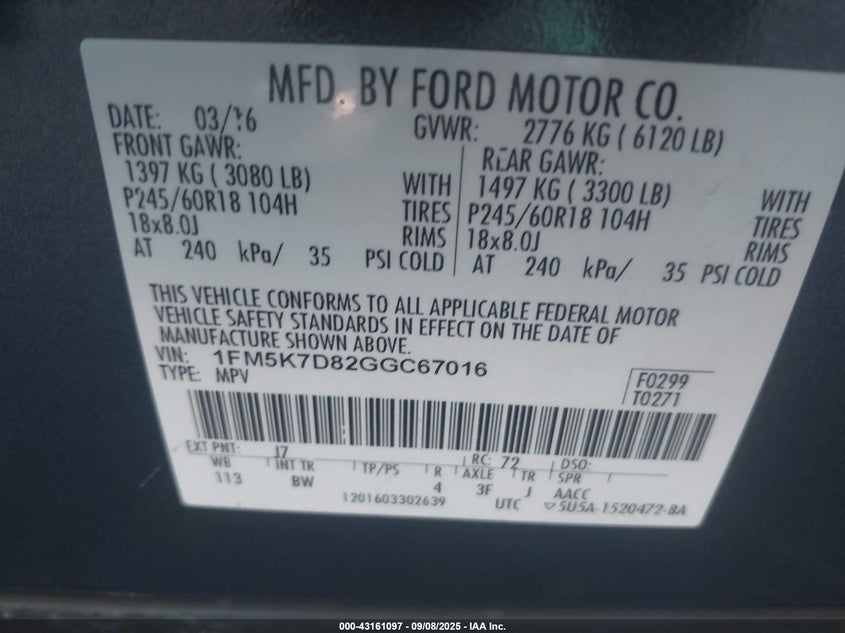 MFD. BY FORD MOTOR CO.
DATE: 03/16
GVWR: 2776 KG ( 6120 LB)
FRONT GAWR:
1397 KG ( 3080 LB) WITH
P245/60R18 104H TIRES
18x8.0J RIMS
AT 240 kPa/ 35 PSI COLD
REAR GAWR:
1497 KG ( 3300 LB) WITH
P245/60R18 104H TIRES
18x8.0J RIMS
AT 240 kPa/ 35 PSI COLD
THIS VEHICLE CONFORMS TO ALL APPLICABLE FEDERAL MOTOR
VEHICLE SAFETY STANDARDS IN EFFECT ON THE DATE OF
MANUFACTURE SHOWN ABOVE.
VIN: 1FM5K7D82GGC67016
TYPE: MPV
F0299
T0271
EXT PNT: J7 RC: 72 DSO:
WB INT TR TP/PS R AXLE TR SPR
113 BW 4 3F J AACC
1201603302639 UTC ▽5U5A-1520472-BA
000-43161097 - 09/08/2025 - IAA Inc.